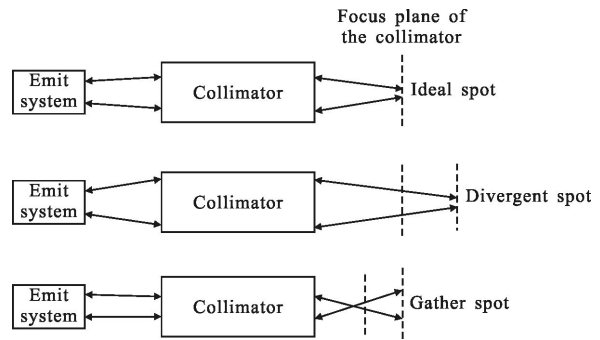 Focus plane of
the collimator
Emit
system
Collimator
Ideal spot
Emit
system
Collimator
Divergent spot
Emit
system
Collimator
Gather spot